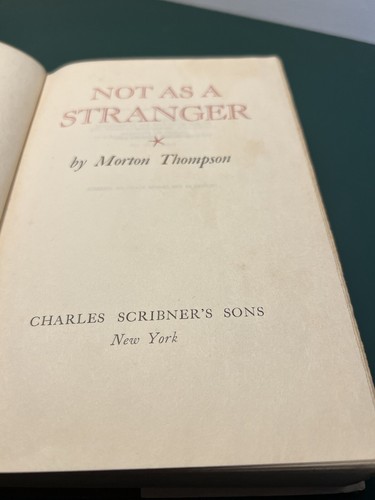 NOT AS A
STRANGER
by Morton Thompson
CHARLES SCRIBNER'S SONS
New York